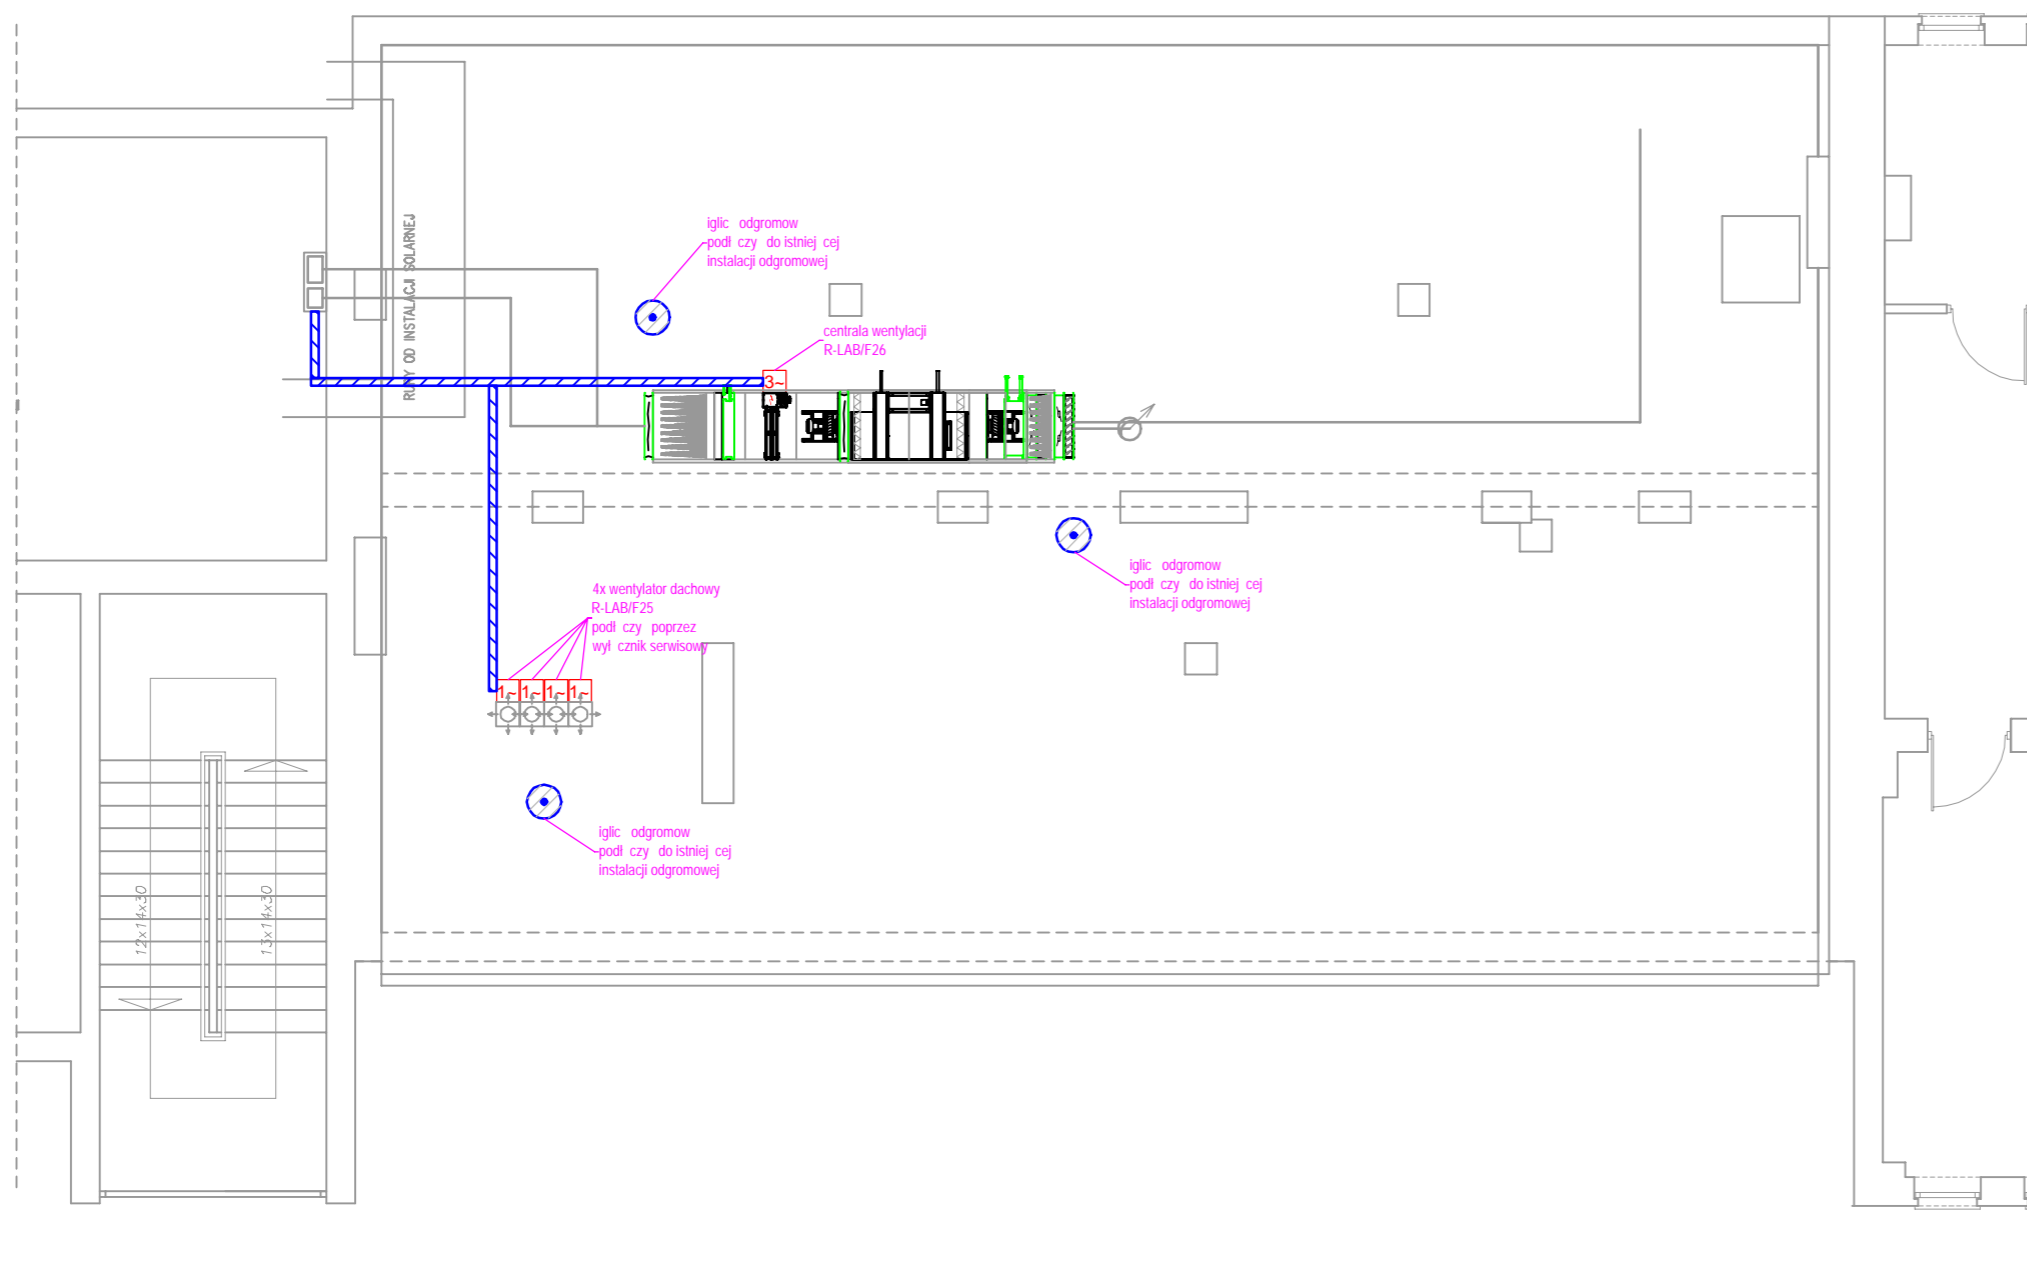 iglic odgromow
podł czy do istniej cej
instalacji odgromowej
RURY OD INSTALACJI SOLARNEJ
centrala wentylacji
R-LAB/F26
3~
iglic odgromow
podł czy do istniej cej
instalacji odgromowej
4x wentylator dachowy
R-LAB/F25
podł czy poprzez
wył cznik serwisowy
1~ 1~ 1~ 1~
iglic odgromow
podł czy do istniej cej
instalacji odgromowej
12x14x30
13x14x30